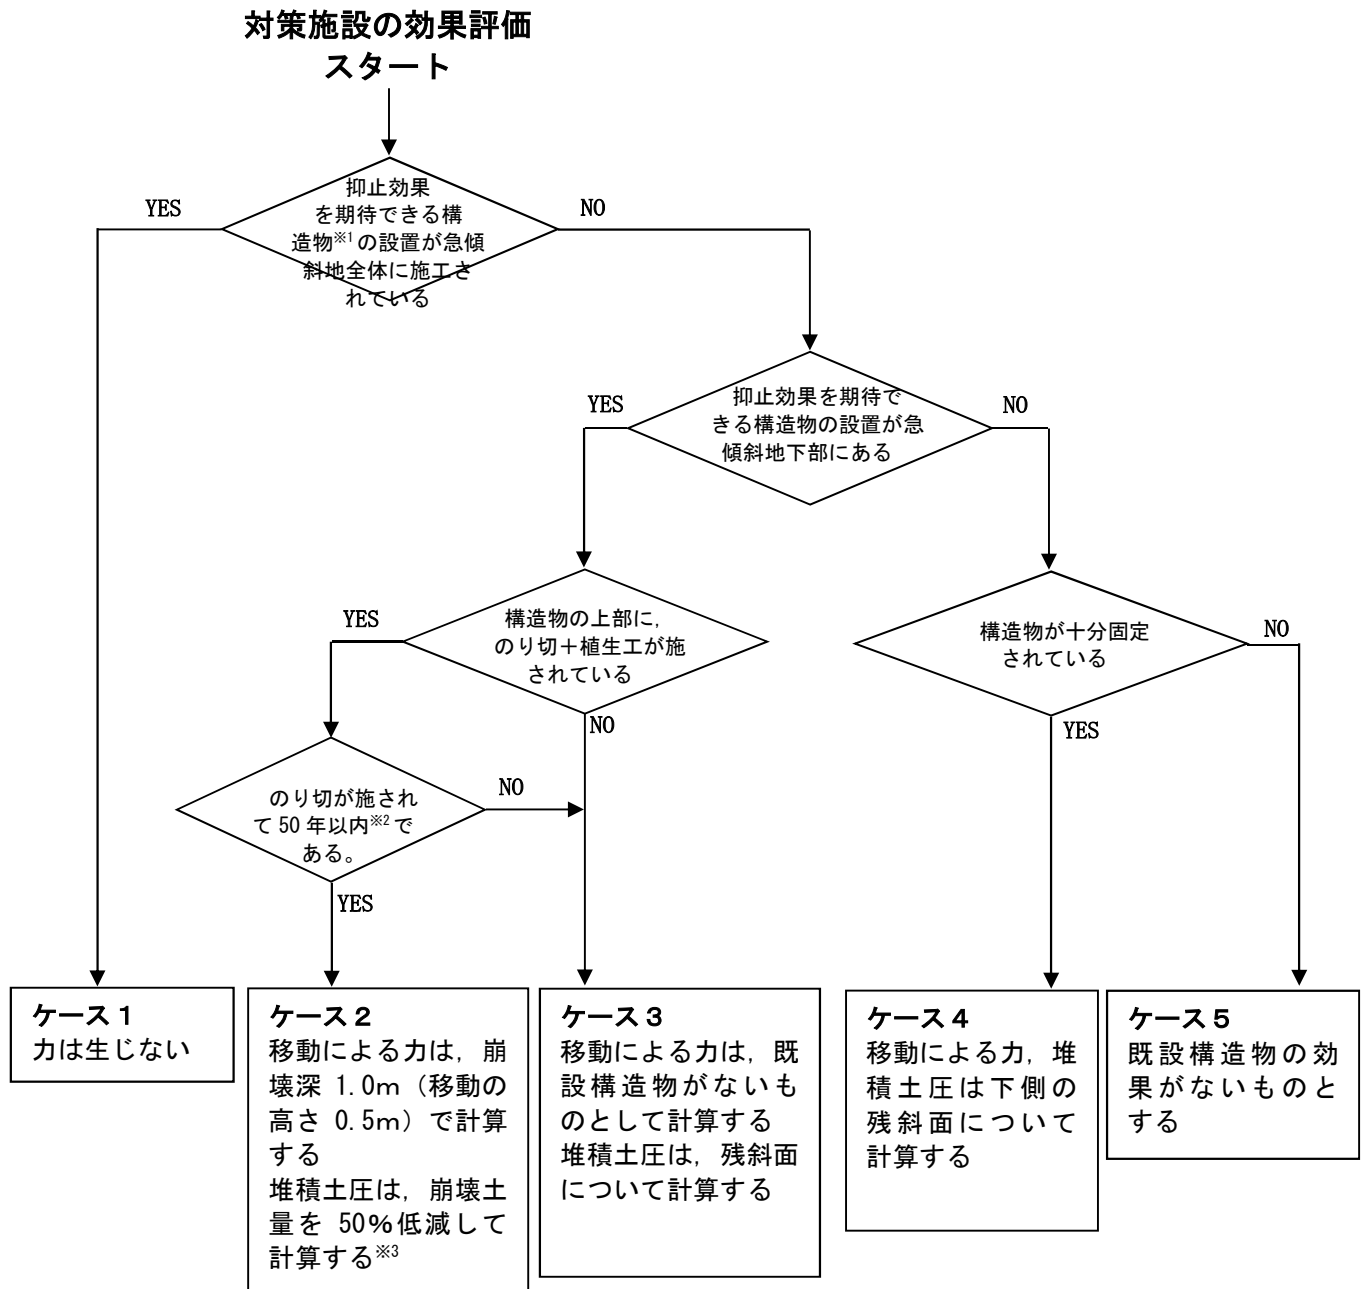 対策施設の効果評価
スタート
抑止効果
を期待できる構
造物※1の設置が急傾
斜地全体に施工さ
れている
YES
NO
抑止効果を期待で
きる構造物の設置が急
傾斜地下部にある
YES
NO
構造物の上部に，
のり切＋植生工が施
されている
YES
NO
構造物が十分固定
されている
NO
YES
のり切が施され
て 50 年以内※2で
ある。
NO
YES
ケース１
力は生じない
ケース２
移動による力は，崩
壊深 1.0m（移動の
高さ 0.5m）で計算
する
堆積土圧は，崩壊土
量を 50％低減して
計算する※3
ケース３
移動による力は，既
設構造物がないも
のとして計算する
堆積土圧は，残斜面
について計算する
ケース４
移動による力，堆
積土圧は下側の
残斜面について
計算する
ケース５
既設構造物の効
果がないものと
する